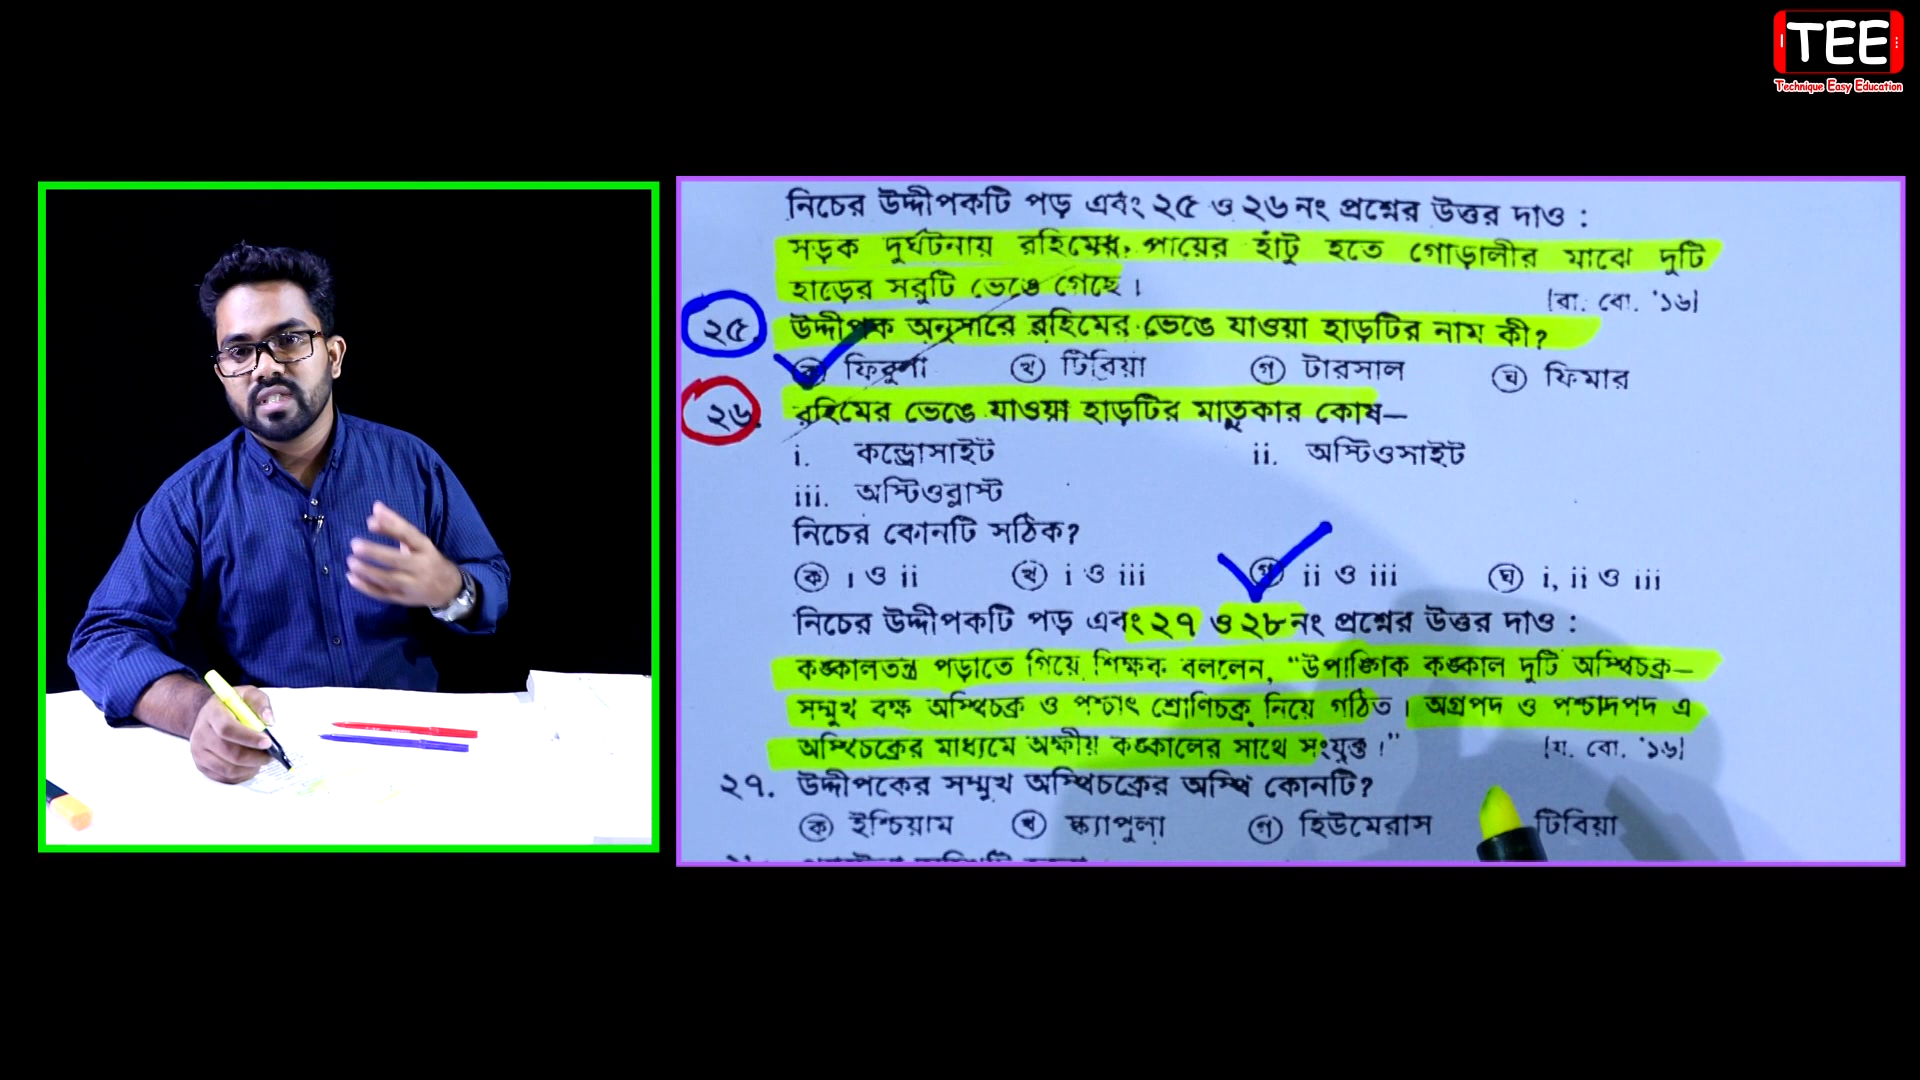 TEE
Technique Easy Education
নিচের উদ্দীপকটি পড় এবং ২৫ ও ২৬ নং প্রশ্নের উত্তর দাও :
সড়ক দুর্ঘটনায় রহিমের পায়ের হাঁটু হতে গোড়ালীর মাঝে দুটি
হাড়ের সরুটি ভেঙে গেছে।
[রা. বো. '১৬]
২৫. উদ্দীপক অনুসারে রহিমের ভেঙে যাওয়া হাড়টির নাম কী?
ক ফিবুলা খ টিবিয়া গ টারসাল ঘ ফিমার
২৬. রহিমের ভেঙে যাওয়া হাড়টির মাতৃকার কোষ—
i. কন্ড্রোসাইট ii. অস্টিওসাইট
iii. অস্টিওব্লাস্ট
নিচের কোনটি সঠিক?
ক i ও ii খ i ও iii গ ii ও iii ঘ i, ii ও iii
নিচের উদ্দীপকটি পড় এবং ২৭ ও ২৮ নং প্রশ্নের উত্তর দাও :
কঙ্কালতন্ত্র পড়াতে গিয়ে শিক্ষক বললেন, “উপাঙ্গিক কঙ্কাল দুটি অস্থিচক্র—
সম্মুখ বক্ষ অস্থিচক্র ও পশ্চাৎ শ্রোণিচক্র নিয়ে গঠিত। অগ্রপদ ও পশ্চাদপদ এ
অস্থিচক্রের মাধ্যমে অক্ষীয় কঙ্কালের সাথে সংযুক্ত।”
[য. বো. '১৬]
২৭. উদ্দীপকের সম্মুখ অস্থিচক্রের অস্থি কোনটি?
ক ইশ্চিয়াম খ স্ক্যাপুলা গ হিউমেরাস টিবিয়া